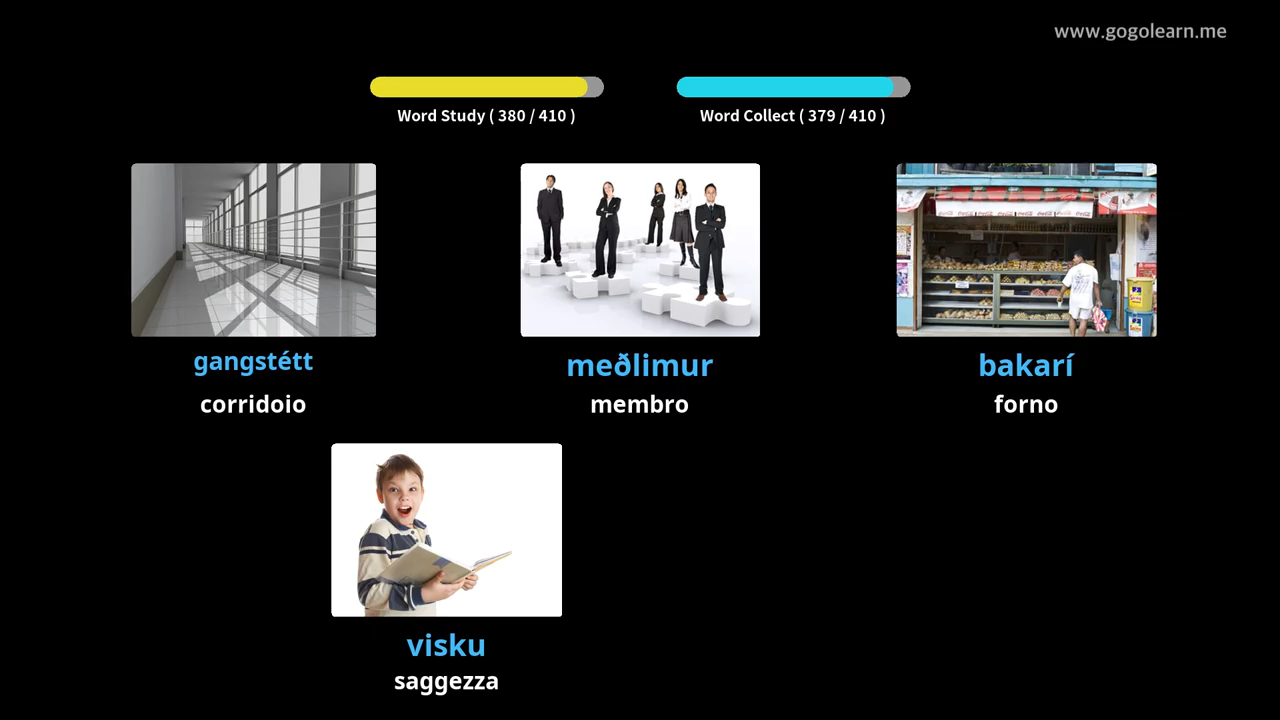 www.gogolearn.me
Word Study ( 380 / 410 )
Word Collect ( 379 / 410 )
gangstétt
meðlimur
bakarí
corridoio
membro
forno
visku
saggezza